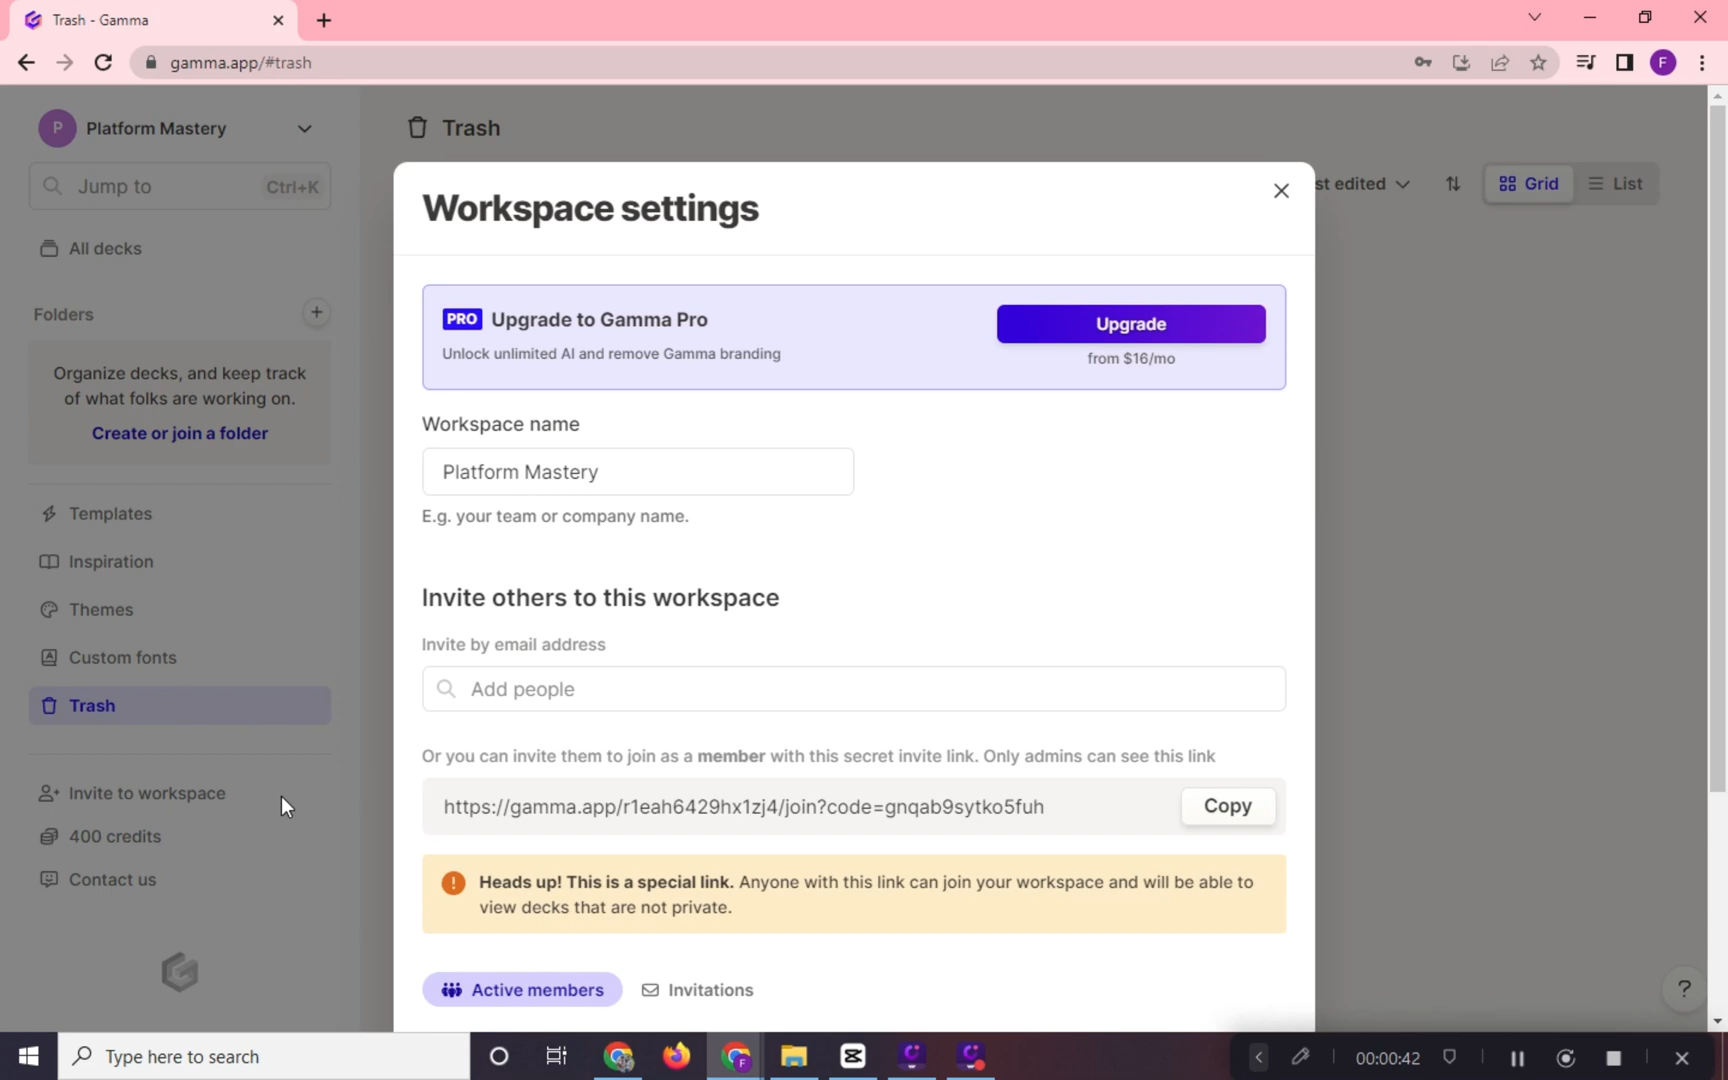 Trash - Gamma
gamma.app/#trash
F
P
Platform Mastery
Jump to
Ctrl+K
All decks
Folders
Organize decks, and keep track
of what folks are working on.
Create or join a folder
Templates
Inspiration
Themes
Custom fonts
Trash
Invite to workspace
400 credits
Contact us
Trash
st edited
Grid
List
Workspace settings
PRO Upgrade to Gamma Pro
Unlock unlimited AI and remove Gamma branding
Upgrade
from $16/mo
Workspace name
Platform Mastery
E.g. your team or company name.
Invite others to this workspace
Invite by email address
Add people
Or you can invite them to join as a member with this secret invite link. Only admins can see this link
https://gamma.app/r1eah6429hx1zj4/join?code=gnqab9sytko5fuh
Copy
Heads up! This is a special link. Anyone with this link can join your workspace and will be able to
view decks that are not private.
Active members
Invitations
?
Type here to search
00:00:42